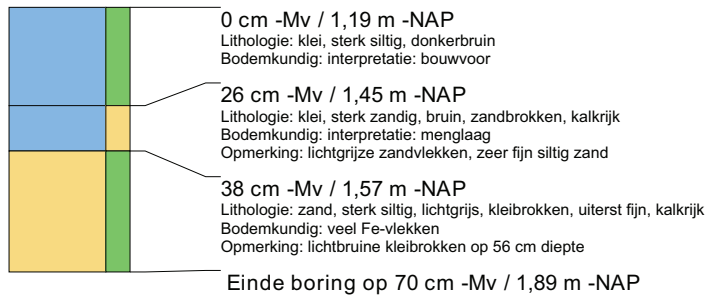 0 cm -Mv / 1,19 m -NAP
Lithologie: klei, sterk siltig, donkerbruin
Bodemkundig: interpretatie: bouwvoor
26 cm -Mv / 1,45 m -NAP
Lithologie: klei, sterk zandig, bruin, zandbrokken, kalkrijk
Bodemkundig: interpretatie: menglaag
Opmerking: lichtgrijze zandvlekken, zeer fijn siltig zand
38 cm -Mv / 1,57 m -NAP
Lithologie: zand, sterk siltig, lichtgrijs, kleibrokken, uiterst fijn, kalkrijk
Bodemkundig: veel Fe-vlekken
Opmerking: lichtbruine kleibrokken op 56 cm diepte
Einde boring op 70 cm -Mv / 1,89 m -NAP